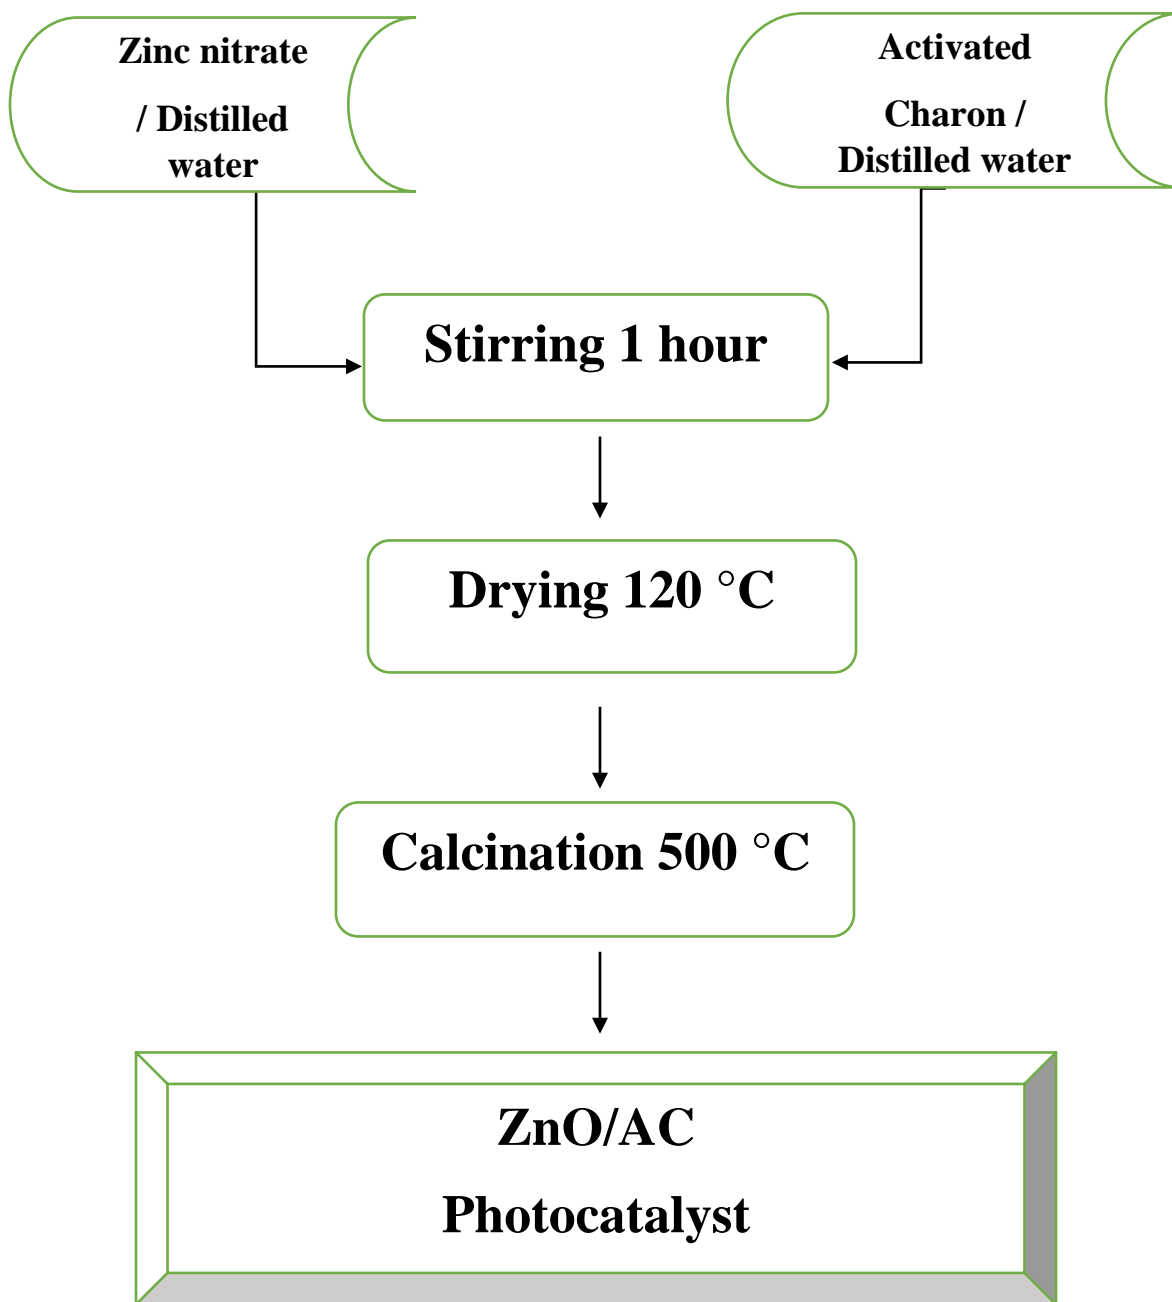 Zinc nitrate
/ Distilled
water
Activated
Charon /
Distilled water
Stirring 1 hour
Drying 120 °C
Calcination 500 °C
ZnO/AC
Photocatalyst